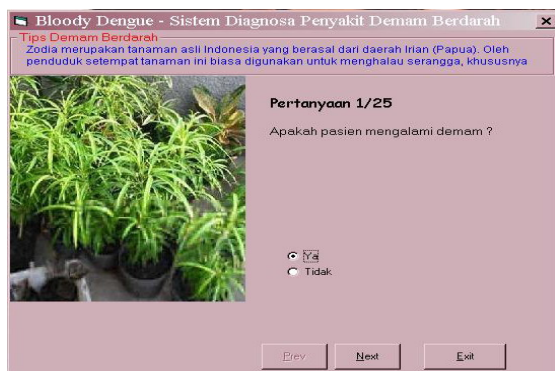 Bloody Dengue - Sistem Diagnosa Penyakit Demam Berdarah
Tips Demam Berdarah
Zodia merupakan tanaman asli Indonesia yang berasal dari daerah Irian (Papua). Oleh
penduduk setempat tanaman ini biasa digunakan untuk menghalau serangga, khususnya
Pertanyaan 1/25
Apakah pasien mengalami demam ?
Ya
Tidak
Prev Next Exit